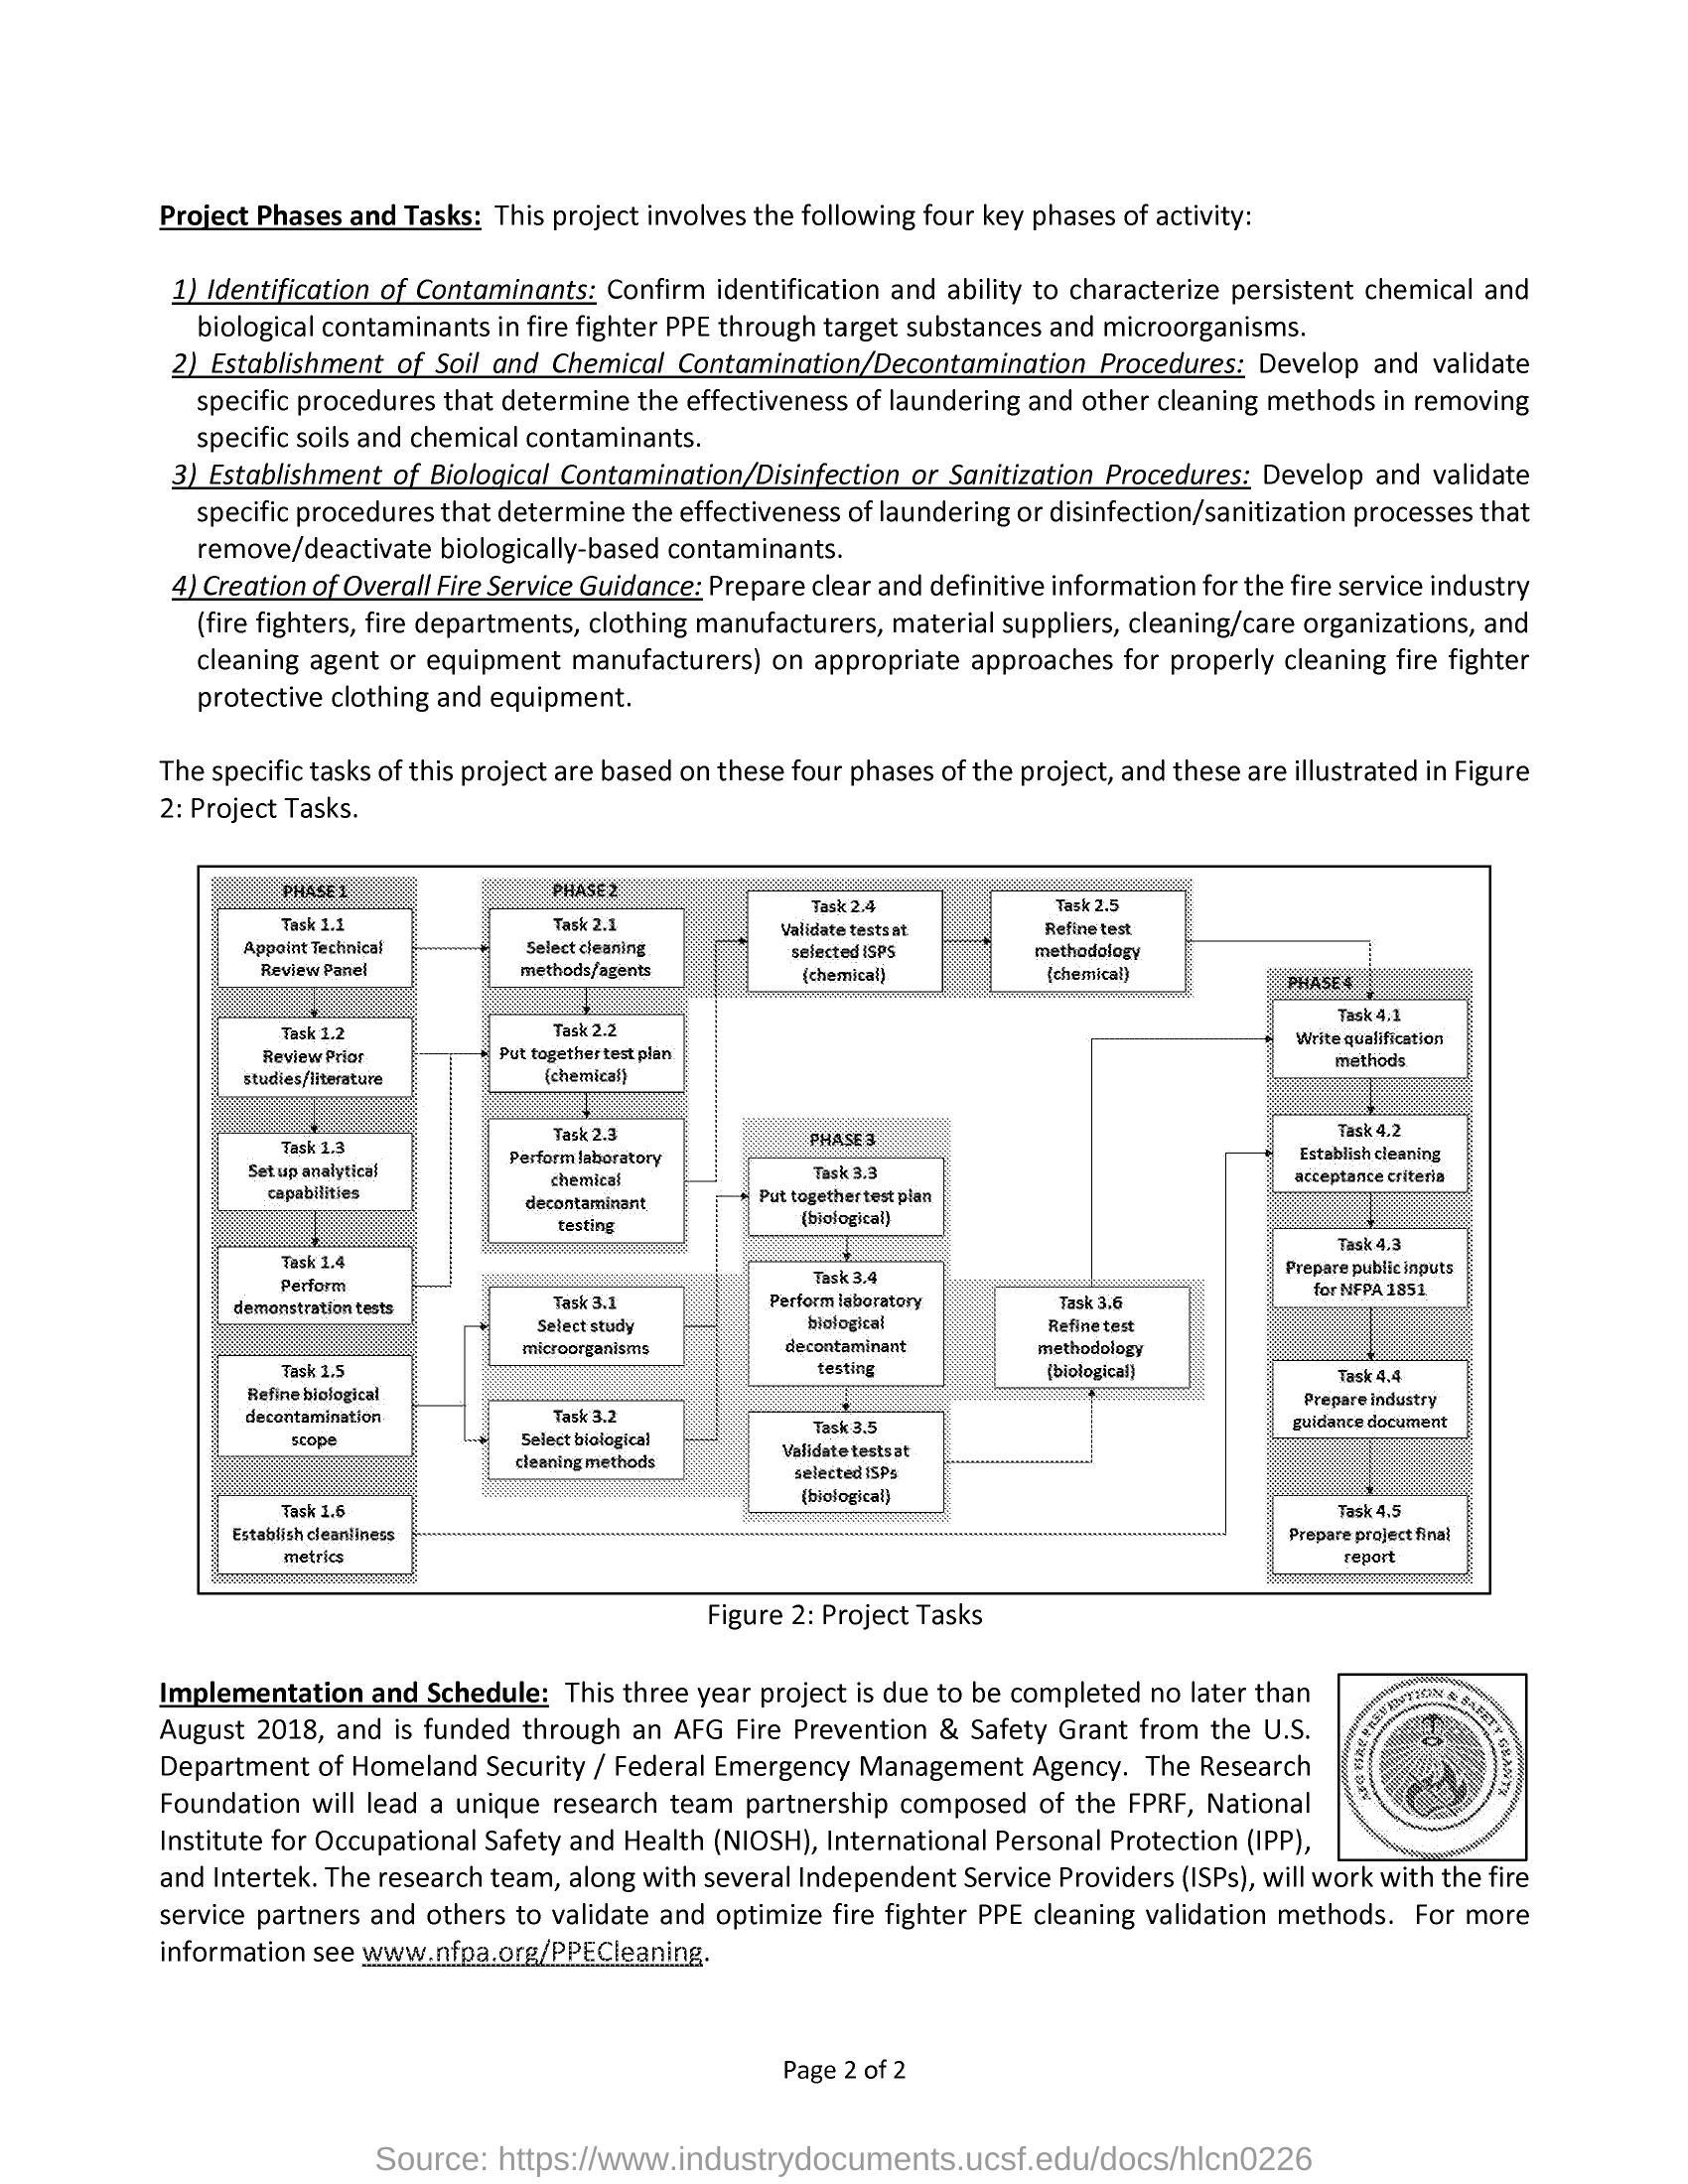 Project Phases and Tasks: This project involves the following four key phases of activity:
1) Identification of Contaminants: Confirm identification and ability to characterize persistent chemical and
biological contaminants in fire fighter PPE through target substances and microorganisms.
2) Establishment of Soil and Chemical Contamination/Decontamination Procedures: Develop and validate
specific procedures that determine the effectiveness of laundering and other cleaning methods in removing
specific soils and chemical contaminants.
3) Establishment of Biological Contamination/Disinfection or Sanitization Procedures: Develop and validate
specific procedures that determine the effectiveness of laundering or disinfection/sanitization processes that
remove/deactivate biologically-based contaminants.
4) Creation of Overall Fire Service Guidance: Prepare clear and definitive information for the fire service industry
(fire fighters, fire departments, clothing manufacturers, material suppliers, cleaning/care organizations, and
cleaning agent or equipment manufacturers) on appropriate approaches for properly cleaning fire fighter
protective clothing and equipment.
The specific tasks of this project are based on these four phases of the project, and these are illustrated in Figure
2: Project Tasks.
PHASE 1
Task 1.1
Appoint Technical
Review Panel
Task 1.2
Review Prior
studies/literature
Task 1.3
Set up analytical
capabilities
Task 1.4
Perform
demonstration tests
Task 1.5
Refine biological
decontamination
scope
Task 1.6
Establish cleanliness
metrics
PHASE 2
Task 2.1
Select cleaning
methods/agents
Task 2.2
Put together test plan
(chemical)
Task 2.3
Perform laboratory
chemical
decontaminant
testing
Task 2.4
Validate tests at
selected ISPS
(chemical)
Task 2.5
Refine test
methodology
(chemical)
Task 3.1
Select study
microorganisms
Task 3.2
Select biological
cleaning methods
PHASE 3
Task 3.3
Put together test plan
(biological)
Task 3.4
Perform laboratory
biological
decontaminant
testing
Task 3.5
Validate tests at
selected ISPs
(biological)
Task 3.6
Refine test
methodology
(biological)
PHASE 4
Task 4.1
Write qualification
methods
Task 4.2
Establish cleaning
acceptance criteria
Task 4.3
Prepare public inputs
for NFPA 1851
Task 4.4
Prepare industry
guidance document
Task 4.5
Prepare project final
report
Figure 2: Project Tasks
Implementation and Schedule: This three year project is due to be completed no later than
August 2018, and is funded through an AFG Fire Prevention & Safety Grant from the U.S.
Department of Homeland Security / Federal Emergency Management Agency. The Research
Foundation will lead a unique research team partnership composed of the FPRF, National
Institute for Occupational Safety and Health (NIOSH), International Personal Protection (IPP),
and Intertek. The research team, along with several Independent Service Providers (ISPs), will work with the fire
service partners and others to validate and optimize fire fighter PPE cleaning validation methods. For more
information see www.nfpa.org/PPECleaning.
AFG FIRE PREVENTION & SAFETY GRANTS
Page 2 of 2
Source: https://www.industrydocuments.ucsf.edu/docs/hlcn0226